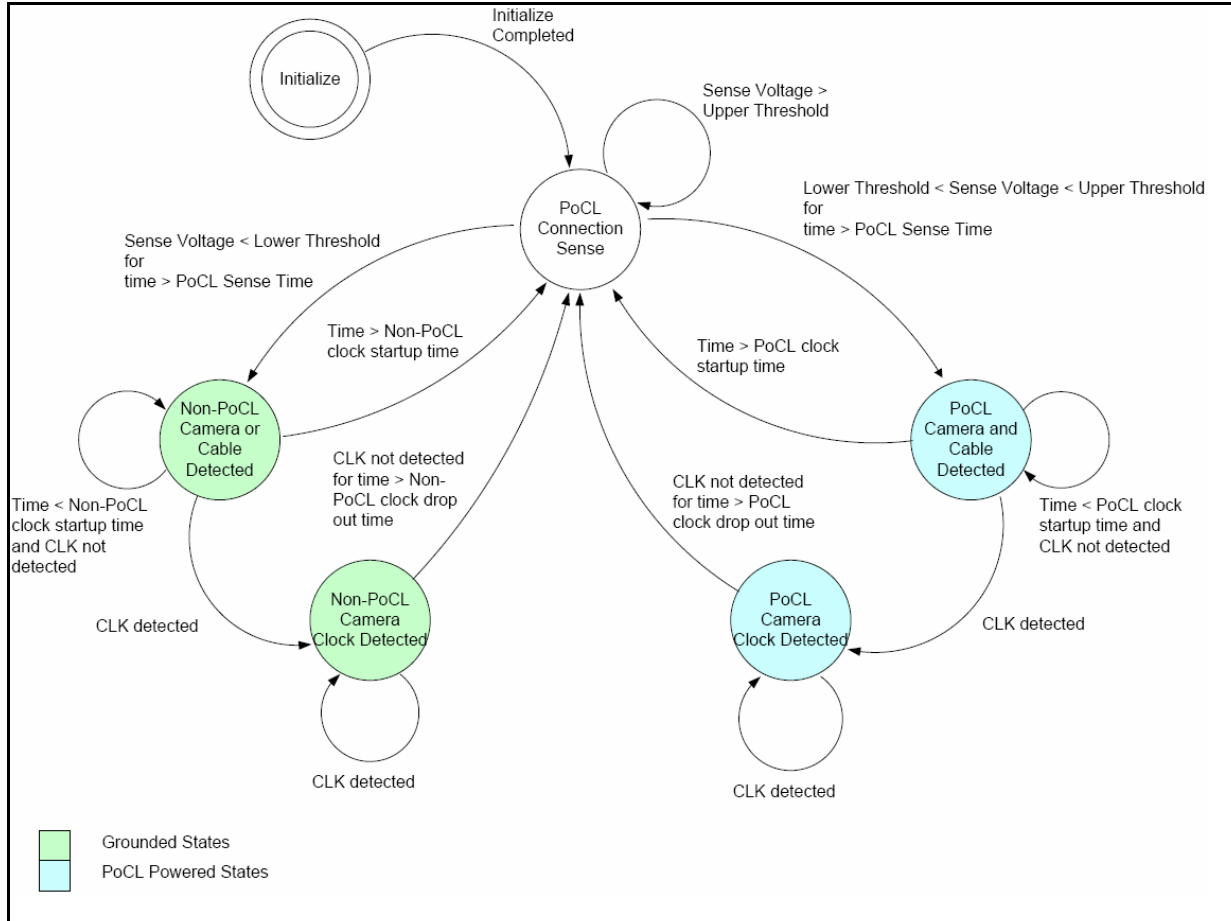 Initialize
Completed
Initialize
Sense Voltage >
Upper Threshold
PoCL
Connection
Sense
Lower Threshold < Sense Voltage < Upper Threshold
for
time > PoCL Sense Time
Sense Voltage < Lower Threshold
for
time > PoCL Sense Time
Time > Non-PoCL
clock startup time
Time > PoCL clock
startup time
Non-PoCL
Camera or
Cable
Detected
PoCL
Camera and
Cable
Detected
CLK not detected
for time > Non-
PoCL clock drop
out time
CLK not detected
for time > PoCL
clock drop out time
Time < Non-PoCL
clock startup time
and CLK not
detected
Time < PoCL clock
startup time and
CLK not detected
Non-PoCL
Camera
Clock Detected
PoCL
Camera
Clock Detected
CLK detected
CLK detected
CLK detected
CLK detected
Grounded States
PoCL Powered States